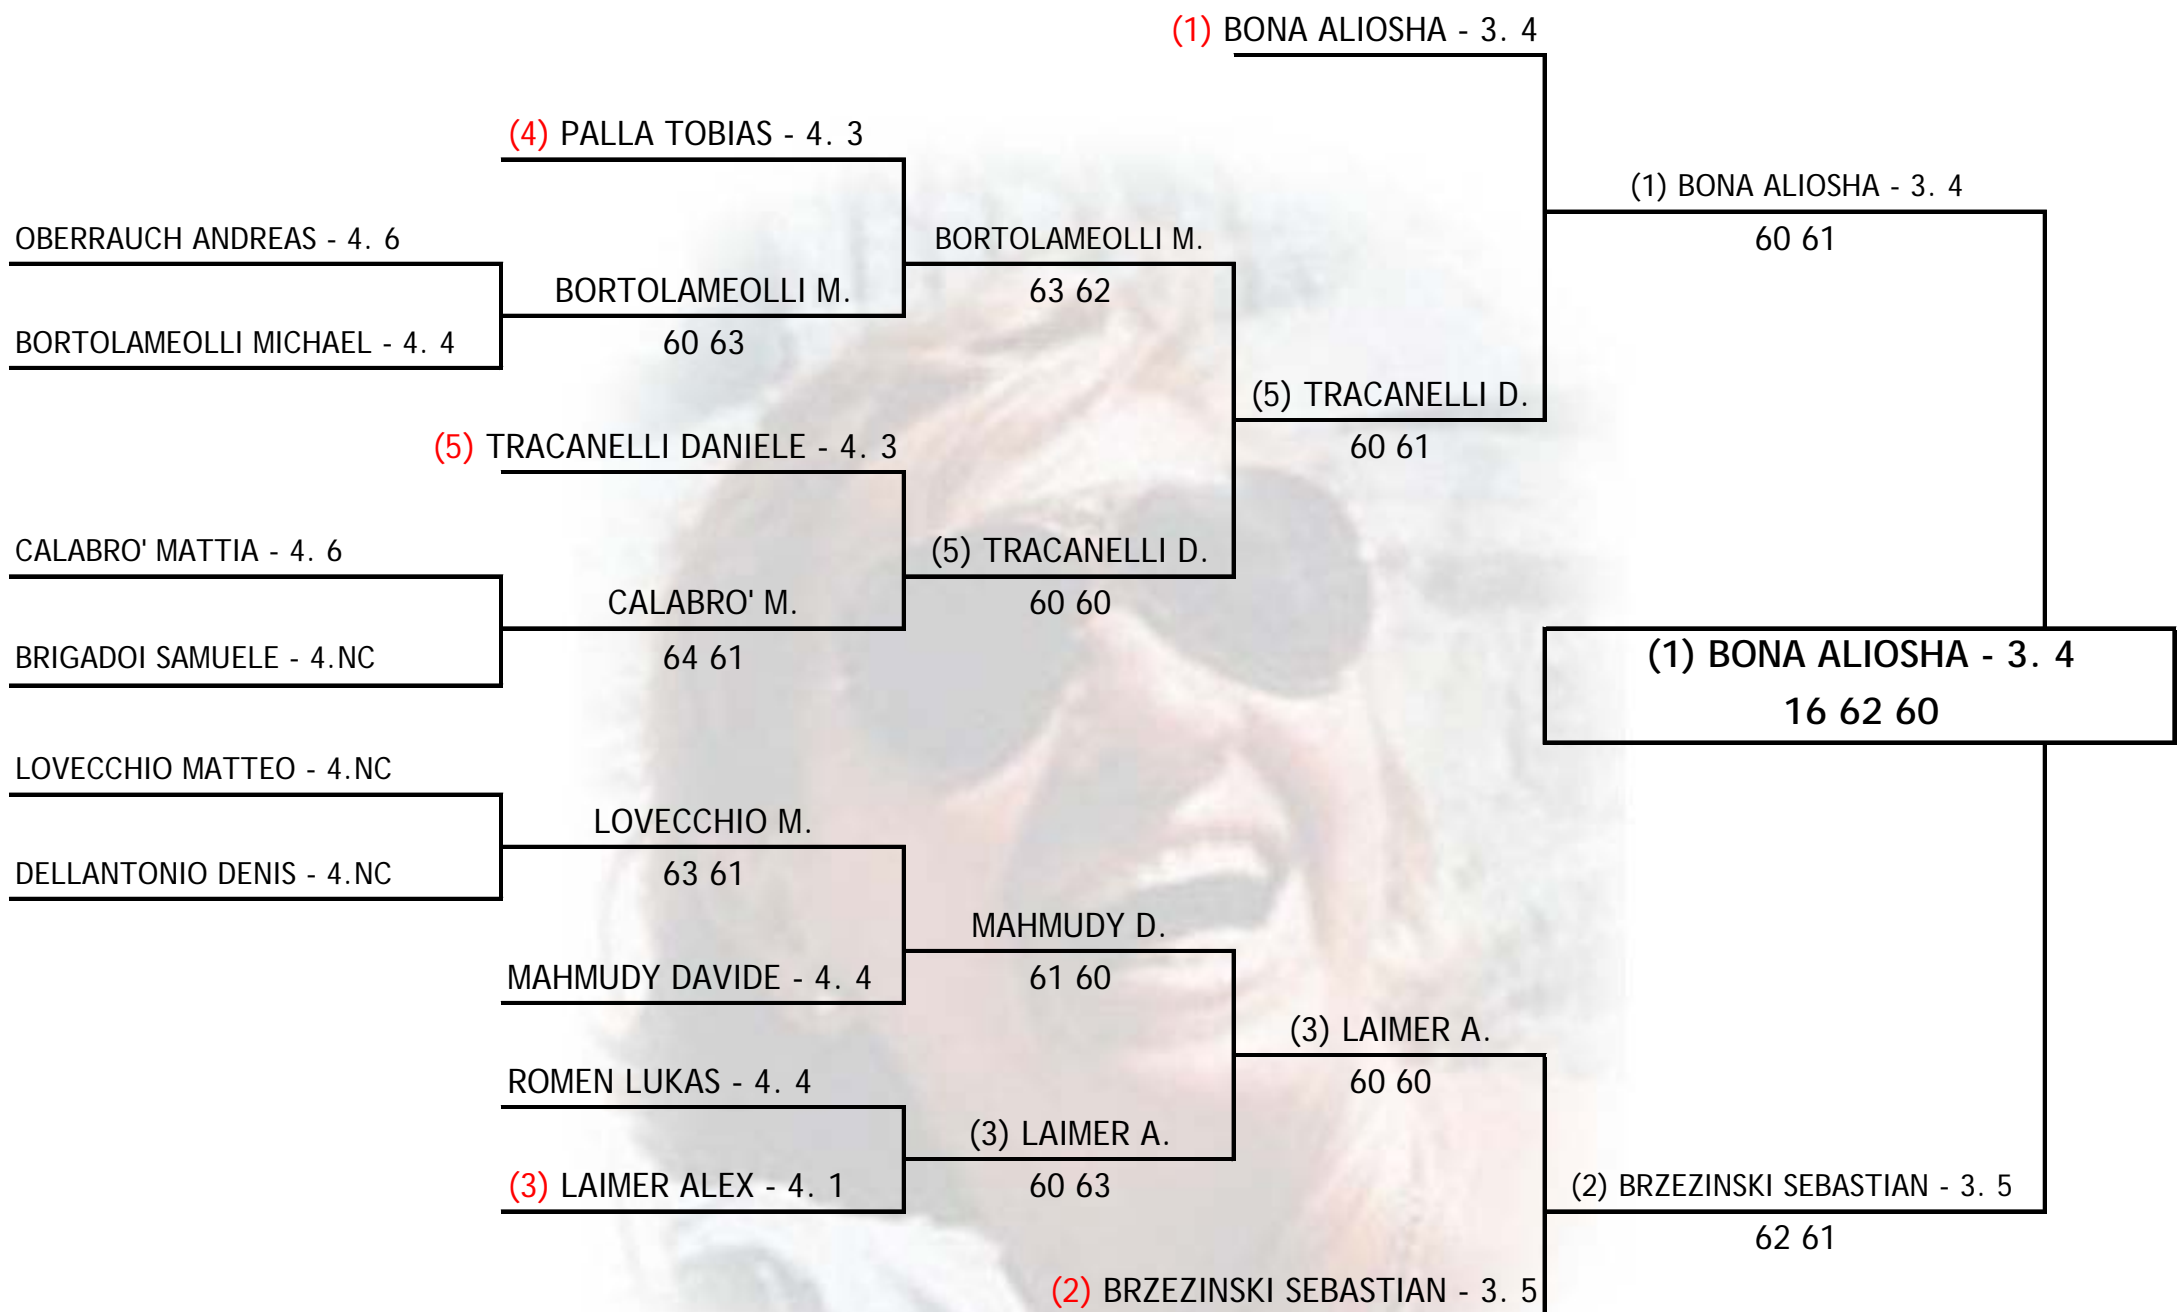 (1) BONA ALIOSHA - 3. 4
(4) PALLA TOBIAS - 4. 3
(1) BONA ALIOSHA - 3. 4
60 61
OBERRAUCH ANDREAS - 4. 6
BORTOLAMEOLLI M.
63 62
BORTOLAMEOLLI M.
60 63
BORTOLAMEOLLI MICHAEL - 4. 4
(5) TRACANELLI D.
60 61
(5) TRACANELLI DANIELE - 4. 3
CALABRO' MATTIA - 4. 6
(5) TRACANELLI D.
60 60
CALABRO' M.
64 61
BRIGADOI SAMUELE - 4.NC
(1) BONA ALIOSHA - 3. 4
16 62 60
LOVECCHIO MATTEO - 4.NC
LOVECCHIO M.
63 61
DELLANTONIO DENIS - 4.NC
MAHMUDY D.
61 60
MAHMUDY DAVIDE - 4. 4
(3) LAIMER A.
60 60
ROMEN LUKAS - 4. 4
(3) LAIMER A.
60 63
(3) LAIMER ALEX - 4. 1
(2) BRZEZINSKI SEBASTIAN - 3. 5
62 61
(2) BRZEZINSKI SEBASTIAN - 3. 5